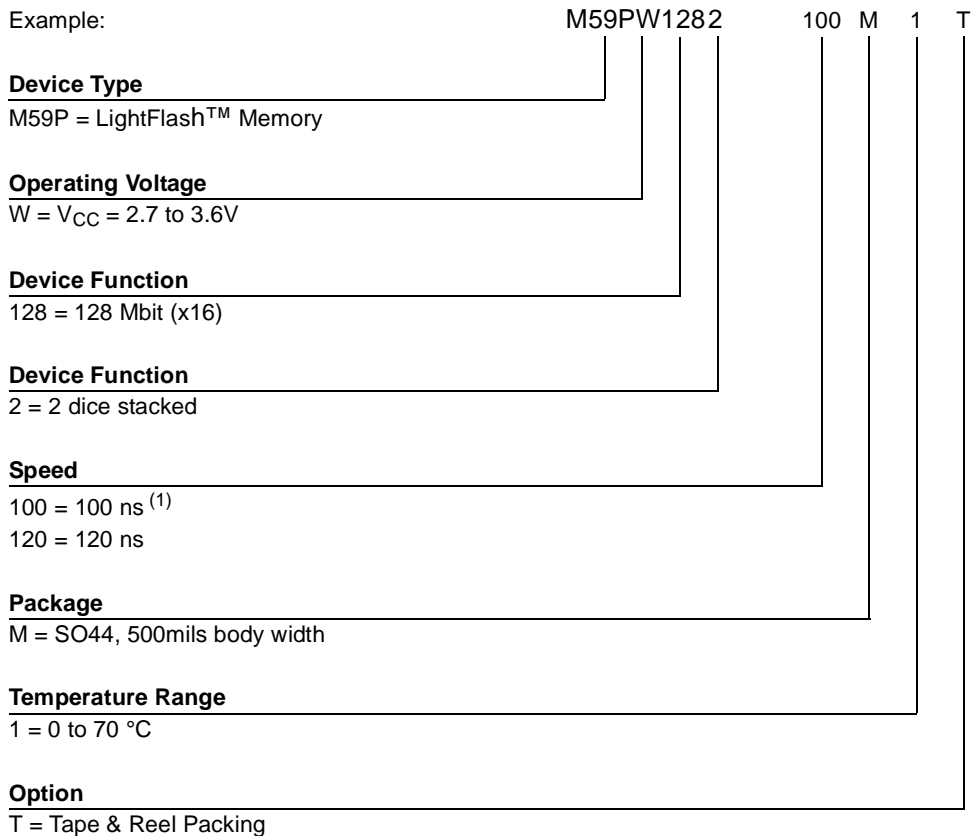 Example: M59PW1282 100 M 1 T
Device Type
M59P = LightFlash™ Memory
Operating Voltage
W = VCC = 2.7 to 3.6V
Device Function
128 = 128 Mbit (x16)
Device Function
2 = 2 dice stacked
Speed
100 = 100 ns (1)
120 = 120 ns
Package
M = SO44, 500mils body width
Temperature Range
1 = 0 to 70 °C
Option
T = Tape & Reel Packing